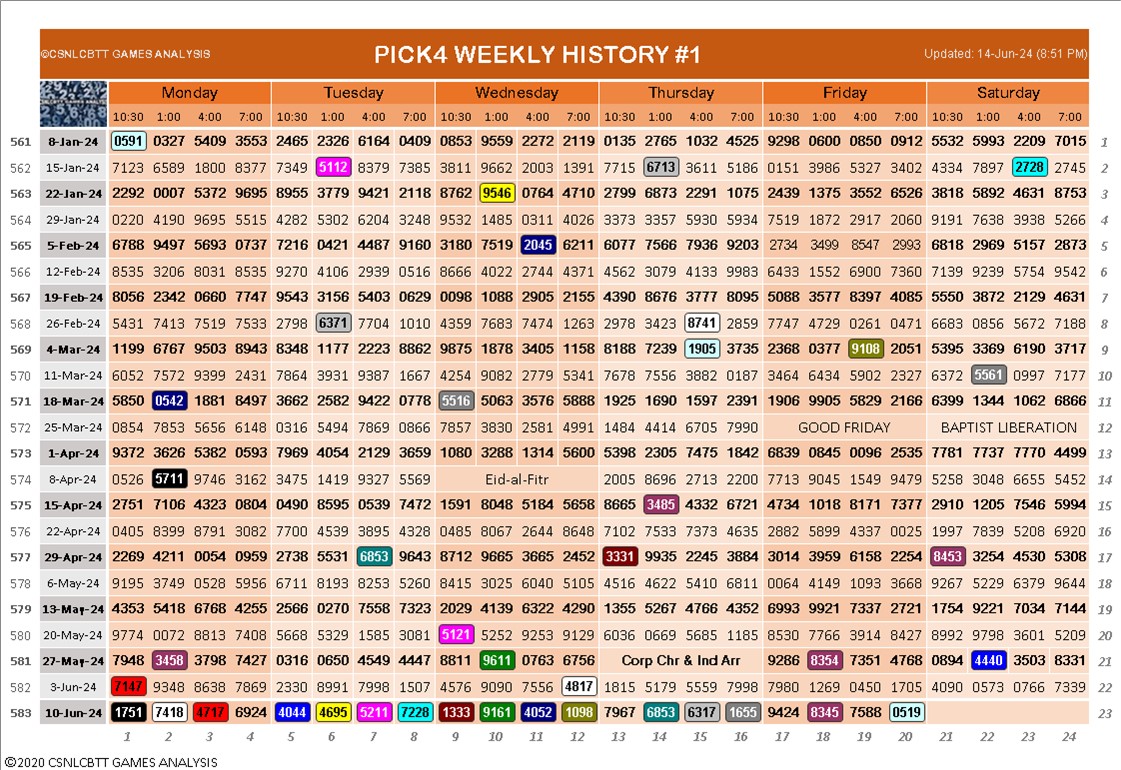 ©CSNLCBTT GAMES ANALYSIS PICK4 WEEKLY HISTORY #1 Updated: 14-Jun-24 (8:51 PM)
Monday Tuesday Wednesday Thursday Friday Saturday
10:30 1:00 4:00 7:00 10:30 1:00 4:00 7:00 10:30 1:00 4:00 7:00 10:30 1:00 4:00 7:00 10:30 1:00 4:00 7:00 10:30 1:00 4:00 7:00
561 8-Jan-24 0591 0327 5409 3553 2465 2326 6164 0409 0853 9559 2272 2119 0135 2765 1032 4525 9298 0600 0850 0912 5532 5993 2209 7015 1
562 15-Jan-24 7123 6589 1800 8377 7349 5112 8379 7385 3811 9662 2003 1391 7715 6713 3611 5186 0151 3986 5327 3402 4334 7897 2728 2745 2
563 22-Jan-24 2292 0007 5372 9695 8955 3779 9421 2118 8762 9546 0764 4710 2799 6873 2291 1075 2439 1375 3552 6526 3818 5892 4631 8753 3
564 29-Jan-24 0220 4190 9695 5515 4282 5302 6204 3248 9532 1485 0311 4026 3373 3357 5930 5934 7519 1872 2917 2060 9191 7638 3938 5266 4
565 5-Feb-24 6788 9497 5693 0737 7216 0421 4487 9160 3180 7519 2045 6211 6077 7566 7936 9203 2734 3499 8547 2993 6818 2969 5157 2873 5
566 12-Feb-24 8535 3206 8031 8535 9270 4106 2939 0516 8666 4022 2744 4371 4562 3079 4133 9983 6433 1552 6900 7360 7139 9239 5754 9542 6
567 19-Feb-24 8056 2342 0660 7747 9543 3156 5403 0629 0098 1088 2905 2155 4390 8676 3777 8095 5088 3577 8397 4085 5550 3872 2129 4631 7
568 26-Feb-24 5431 7413 7519 7533 2798 6371 7704 1010 4359 7683 7474 1263 2978 3423 8741 2859 7747 4729 0261 0471 6683 0856 5672 7188 8
569 4-Mar-24 1199 6767 9503 8943 8348 1177 2223 8862 9875 1878 3405 1158 8188 7239 1905 3735 2368 0377 9108 2051 5395 3369 6190 3717 9
570 11-Mar-24 6052 7572 9399 2431 7864 3931 9387 1667 4254 9082 2779 5341 7678 7556 3882 0187 3464 6434 5902 2327 6372 5561 0997 7177 10
571 18-Mar-24 5850 0542 1881 8497 3662 2582 9422 0778 5516 5063 3576 5888 1925 1690 1597 2391 1906 9905 5829 2166 6399 1344 1062 6866 11
572 25-Mar-24 0854 7853 5656 6148 0316 5494 7869 0866 7857 3830 2581 4991 1484 4414 6705 7990 GOOD FRIDAY BAPTIST LIBERATION 12
573 1-Apr-24 9372 3626 5382 0593 7969 4054 2129 3659 1080 3288 1314 5600 5398 2305 7475 1842 6839 0845 0096 2535 7781 7737 7770 4499 13
574 8-Apr-24 0526 5711 9746 3162 3475 1419 9327 5569 Eid-al-Fitr 2005 8696 2713 2200 7713 9045 1549 9479 5258 3048 6655 5452 14
575 15-Apr-24 2751 7106 4323 0804 0490 8595 0539 7472 1591 8048 5184 5658 8665 3485 4332 6721 4734 1018 8171 7377 2910 1205 7546 5994 15
576 22-Apr-24 0405 8399 8791 3082 7700 4539 3895 4328 0485 8067 2644 8648 7102 7533 7373 4635 2882 5899 4337 0025 1997 7839 5208 6920 16
577 29-Apr-24 2269 4211 0054 0959 2738 5531 6853 9643 8712 9665 3665 2452 3331 9935 2245 3884 3014 3959 6158 2254 8453 3254 4530 5308 17
578 6-May-24 9195 3749 0528 5956 6711 8193 8253 5260 8415 3025 6040 5105 4516 4622 5410 6811 0064 4149 1093 3668 9267 5229 6379 9644 18
579 13-May-24 4353 5418 6768 4255 2566 0270 7558 7323 2029 4139 6322 4290 1355 5267 4766 4352 6993 9921 7337 2721 1754 9221 7034 7144 19
580 20-May-24 9774 0072 8813 7408 5668 5329 1585 3081 5121 5252 9253 9129 6036 0669 5685 1185 8530 7766 3914 8427 8992 9798 3601 5209 20
581 27-May-24 7948 3458 3798 7427 0316 0650 4549 4447 8811 9611 0763 6756 Corp Chr & Ind Arr 9286 8354 7351 4768 0894 4440 3503 8331 21
582 3-Jun-24 7147 9348 8638 7869 2330 8991 7998 1507 4576 9090 7556 4817 1815 5179 5559 7998 7980 1269 0450 1705 4090 0573 0766 7339 22
583 10-Jun-24 1751 7418 4717 6924 4044 4695 5211 7228 1333 9161 4052 1098 7967 6853 6317 1655 9424 8345 7588 0519 23
1 2 3 4 5 6 7 8 9 10 11 12 13 14 15 16 17 18 19 20 21 22 23 24
©2020 CSNLCBTT GAMES ANALYSIS